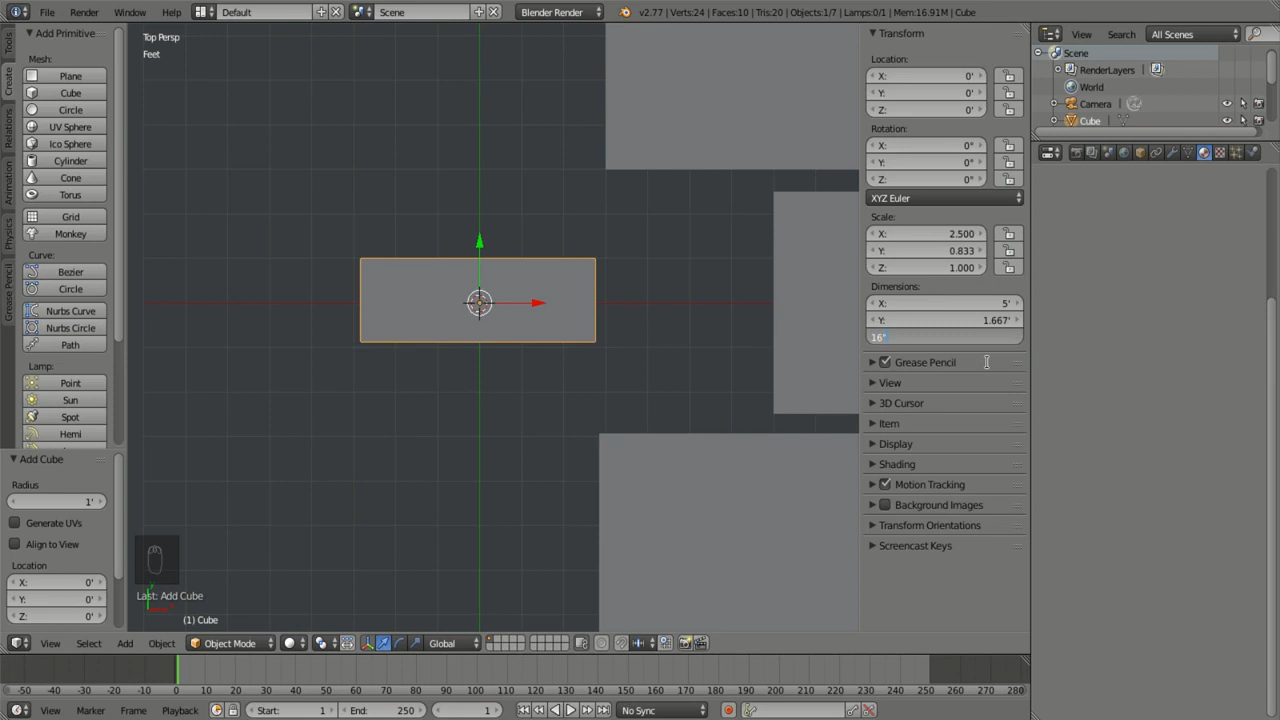 File Render Window Help Default Scene Blender Render v2.77 | Verts:24 | Faces:10 | Tris:20 | Objects:1/7 | Lamps:0/1 | Mem:16.91M | Cube
Tools
Create
Relations
Animation
Physics
Grease Pencil
Add Primitive
Mesh:
Plane
Cube
Circle
UV Sphere
Ico Sphere
Cylinder
Cone
Torus
Grid
Monkey
Curve:
Bezier
Circle
Nurbs Curve
Nurbs Circle
Path
Lamp:
Point
Sun
Spot
Hemi
Add Cube
Radius
1'
Generate UVs
Align to View
Location
X: 0'
Y: 0'
Z: 0'
Top Persp
Feet
Last: Add Cube
(1) Cube
Transform
Location:
X: 0'
Y: 0'
Z: 0'
Rotation:
X: 0°
Y: 0°
Z: 0°
XYZ Euler
Scale:
X: 2.500
Y: 0.833
Z: 1.000
Dimensions:
X: 5'
Y: 1.667'
16"
Grease Pencil
View
3D Cursor
Item
Display
Shading
Motion Tracking
Background Images
Transform Orientations
Screencast Keys
View Search All Scenes
Scene
RenderLayers
World
Camera
Cube
View Select Add Object Object Mode Global
-50 -40 -30 -20 -10 0 10 20 30 40 50 60 70 80 90 100 110 120 130 140 150 160 170 180 190 200 210 220 230 240 250 260 270 280
View Marker Frame Playback Start: 1 End: 250 1 No Sync